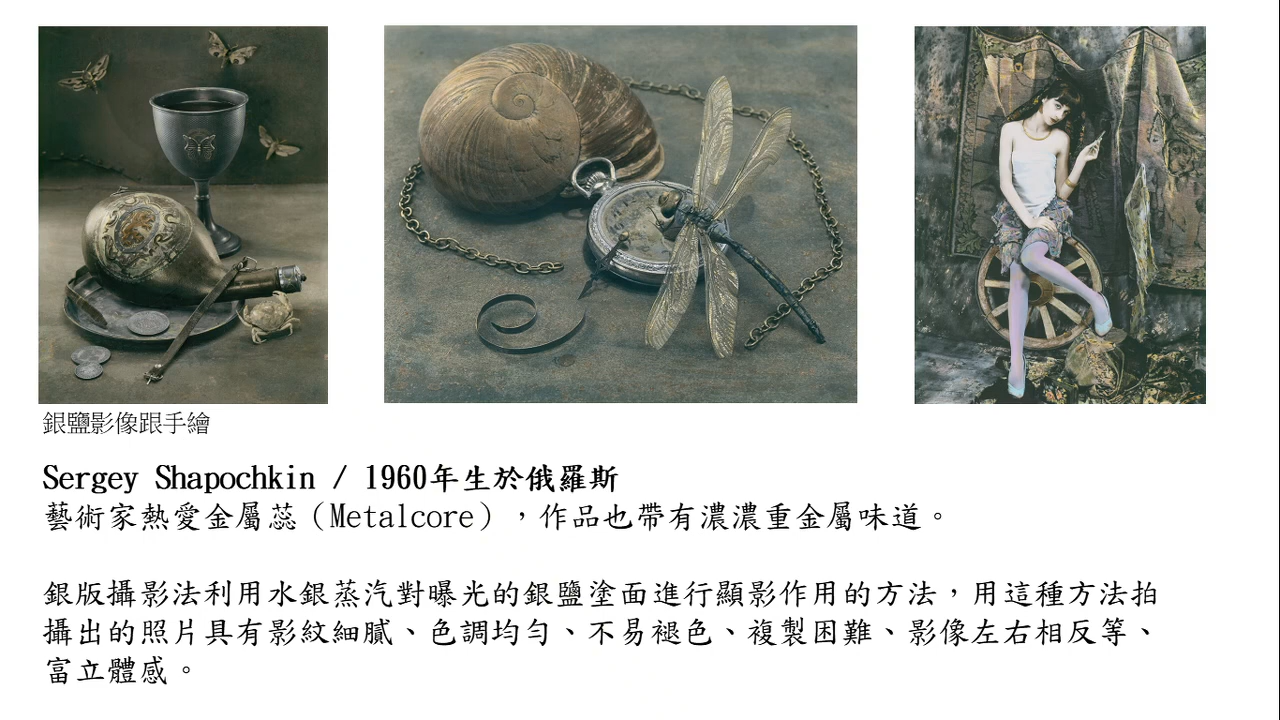 銀鹽影像跟手繪
Sergey Shapochkin / 1960年生於俄羅斯
藝術家熱愛金屬蕊（Metalcore），作品也帶有濃濃重金屬味道。
銀版攝影法利用水銀蒸汽對曝光的銀鹽塗面進行顯影作用的方法，用這種方法拍
攝出的照片具有影紋細膩、色調均勻、不易褪色、複製困難、影像左右相反等、
富立體感。